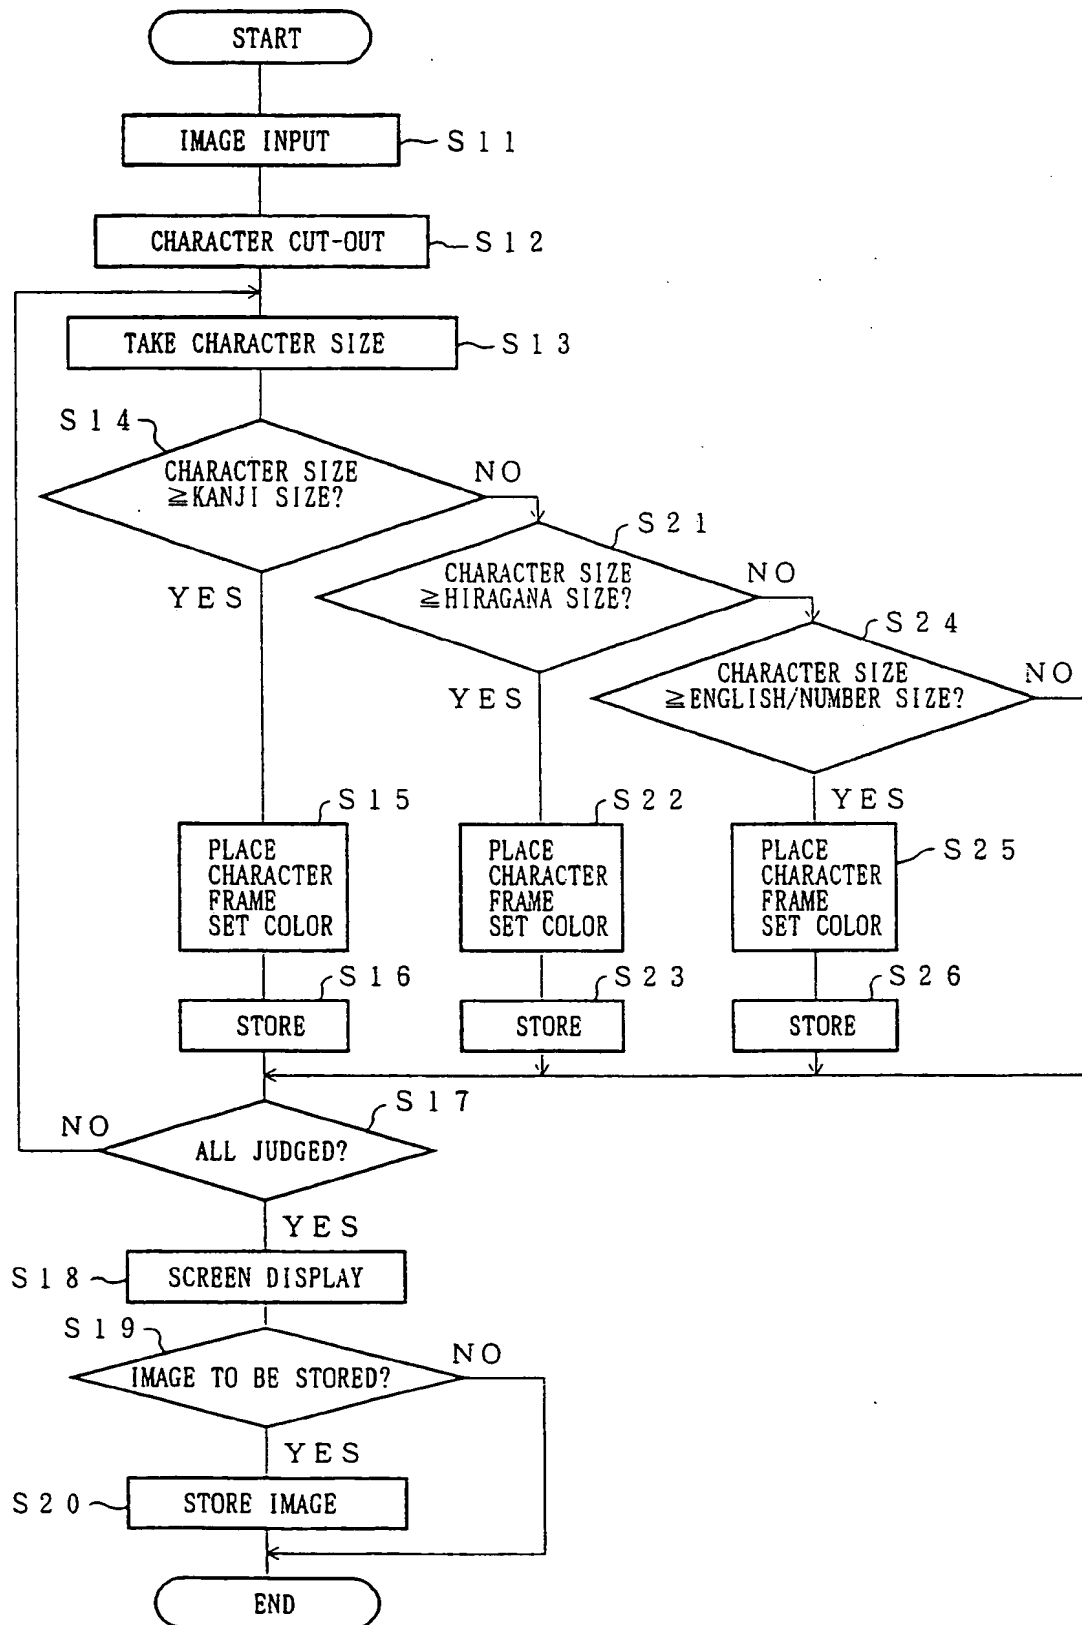 START
IMAGE INPUT
S11
CHARACTER CUT-OUT
S12
TAKE CHARACTER SIZE
S13
S14
CHARACTER SIZE
≧KANJI SIZE?
NO
YES
S21
CHARACTER SIZE
≧HIRAGANA SIZE?
NO
YES
S24
CHARACTER SIZE
≧ENGLISH/NUMBER SIZE?
NO
YES
S15
PLACE
CHARACTER
FRAME
SET COLOR
S22
PLACE
CHARACTER
FRAME
SET COLOR
S25
PLACE
CHARACTER
FRAME
SET COLOR
S16
STORE
S23
STORE
S26
STORE
S17
NO
ALL JUDGED?
YES
S18
SCREEN DISPLAY
S19
IMAGE TO BE STORED?
NO
YES
S20
STORE IMAGE
END